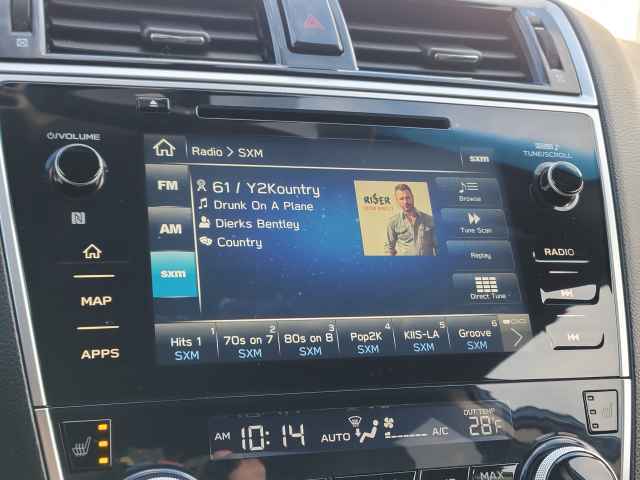 VOLUME
TUNE/SCROLL
Radio > SXM
sxm
FM
AM
sxm
61 / Y2Kountry
Drunk On A Plane
Dierks Bentley
Country
RISER
Browse
Tune Scan
Replay
Direct Tune
MAP
APPS
RADIO
Hits 1 1
SXM
70s on 7 2
SXM
80s on 8 3
SXM
Pop2K 4
SXM
KIIS-LA 5
SXM
Groove 6
SXM
AM 10:14
AUTO
A/C
OUT TEMP
28°F
MAX